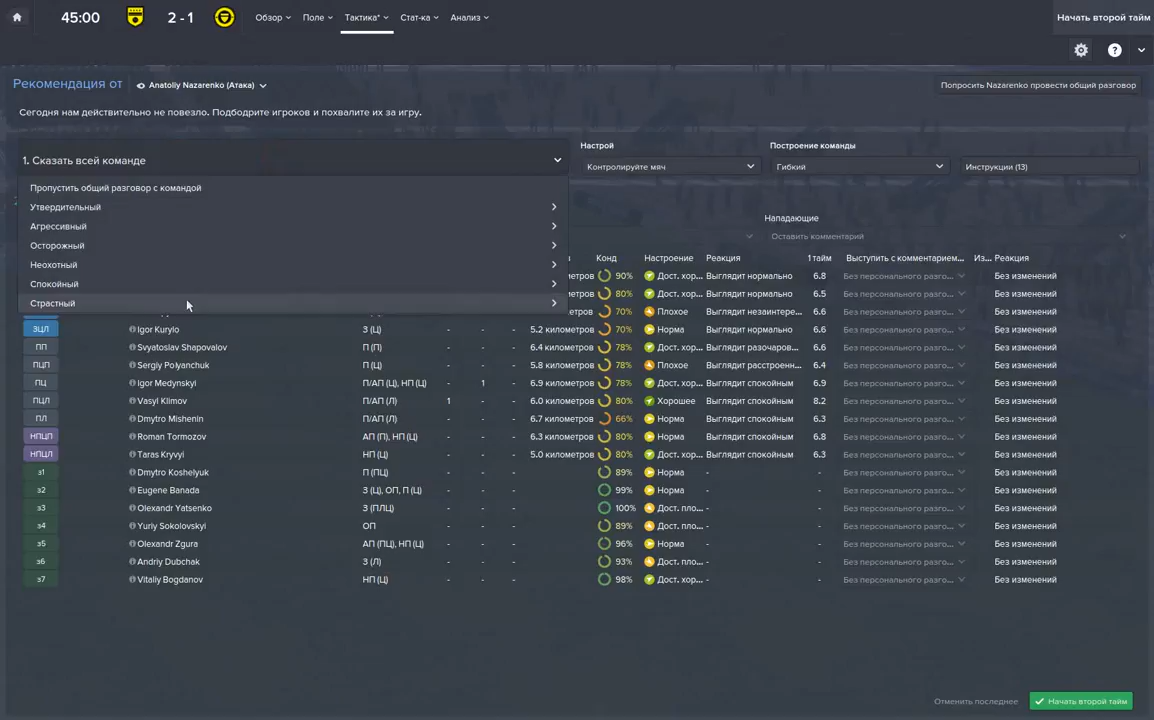 45:00 2 - 1 Обзор Поле Тактика* Стат-ка Анализ Начать второй тайм
?
Рекомендация от Anatoliy Nazarenko (Атака) Попросить Nazarenko провести общий разговор
Сегодня нам действительно не повезло. Подбодрите игроков и похвалите их за игру.
Настрой Построение команды
1. Сказать всей команде Контролируйте мяч Гибкий Инструкции (13)
Пропустить общий разговор с командой
Утвердительный
Нападающие
Агрессивный
Оставить комментарий
Осторожный
Конд Настроение Реакция 1 тайм Выступить с комментарием... Из... Реакция
Неохотный
метров 90% Дост. хор... Выглядит нормально 6.8 Без персонального разго... Без изменений
Спокойный
метров 80% Дост. хор... Выглядит нормально 6.5 Без персонального разго... Без изменений
Страстный
метров 70% Плохое Выглядит незаинтере... 6.6 Без персонального разго... Без изменений
ЗЦЛ Igor Kurylo З (Ц) - - - 5.2 километров 70% Норма Выглядит нормально 6.6 Без персонального разго... Без изменений
ПП Svyatoslav Shapovalov П (П) - - - 6.4 километров 78% Дост. хор... Выглядит разочаров... 6.6 Без персонального разго... Без изменений
ПЦП Sergiy Polyanchuk П (Ц) - - - 5.8 километров 78% Плохое Выглядит расстроенн... 6.4 Без персонального разго... Без изменений
ПЦ Igor Medynskyi П/АП (Ц), НП (Ц) - 1 - 6.9 километров 78% Дост. хор... Выглядит спокойным 6.9 Без персонального разго... Без изменений
ПЦЛ Vasyl Klimov П/АП (Л) 1 - - 6.0 километров 80% Хорошее Выглядит спокойным 8.2 Без персонального разго... Без изменений
ПЛ Dmytro Mishenin П/АП (Л) - - - 6.7 километров 66% Норма Выглядит спокойным 6.3 Без персонального разго... Без изменений
НПЦП Roman Tormozov АП (П), НП (Ц) - - - 6.3 километров 80% Норма Выглядит спокойным 6.8 Без персонального разго... Без изменений
НПЦЛ Taras Kryvyi НП (Ц) - - - 5.0 километров 80% Дост. хор... Выглядит спокойным 6.3 Без персонального разго... Без изменений
з1 Dmytro Koshelyuk П (ПЦ) - - - 89% Норма - - Без персонального разго... Без изменений
з2 Eugene Banada З (Ц), ОП, П (Ц) - - - 99% Норма - - Без персонального разго... Без изменений
з3 Olexandr Yatsenko З (ПЛЦ) - - - 100% Дост. пло... - - Без персонального разго... Без изменений
з4 Yuriy Sokolovskyi ОП - - - 89% Дост. пло... - - Без персонального разго... Без изменений
з5 Olexandr Zgura АП (ПЦ), НП (Ц) - - - 96% Норма - - Без персонального разго... Без изменений
з6 Andriy Dubchak З (Л) - - - 93% Дост. пло... - - Без персонального разго... Без изменений
з7 Vitaliy Bogdanov НП (Ц) - - - 98% Дост. хор... - - Без персонального разго... Без изменений
Отменить последнее Начать второй тайм